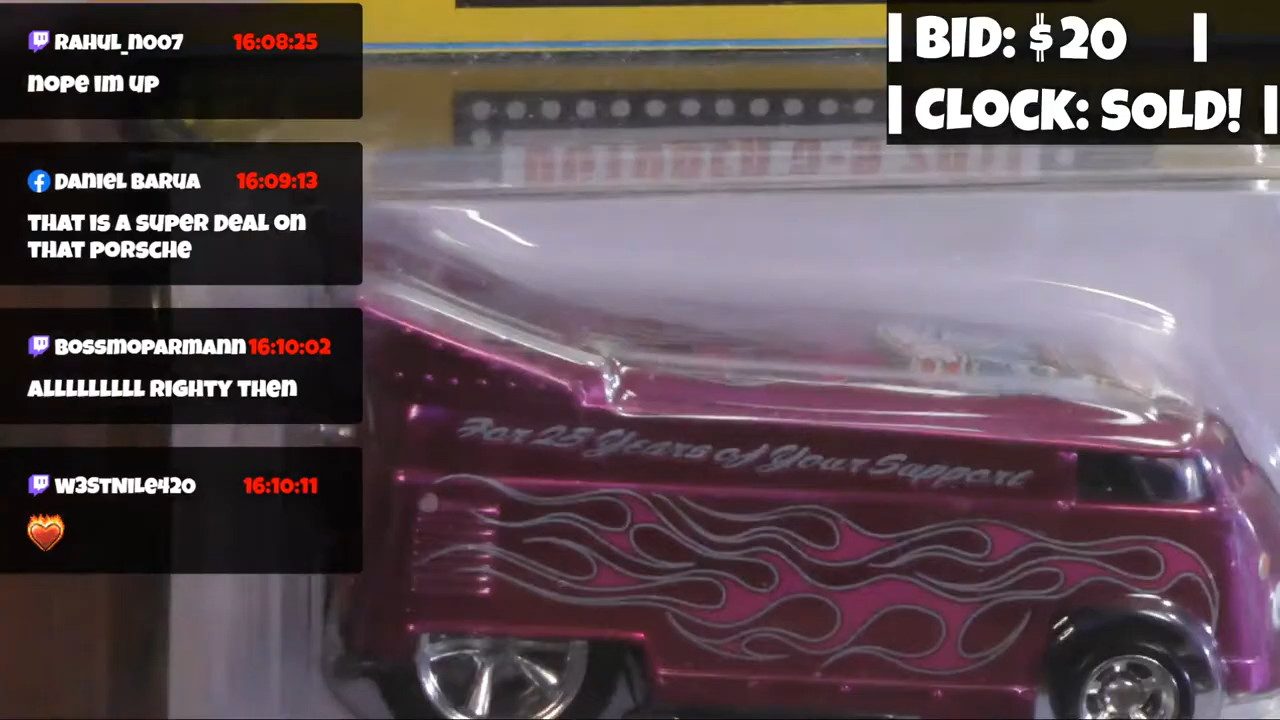 Rahul_n007 16:08:25
nope im up
Daniel Barua 16:09:13
THAT IS A SUPER DEAL ON
THAT PORSCHE
Bossmoparmann 16:10:02
ALLLLLLLLL RIGHTY THEN
W3STNILE420 16:10:11
| BID: $20 |
| CLOCK: SOLD! |
For 25 Years of Your Support